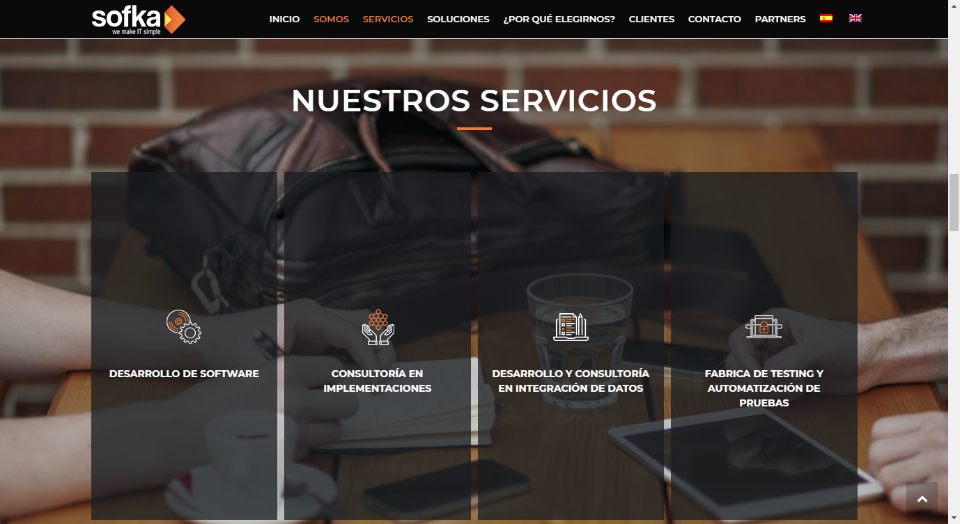 sofka
we make IT simple
INICIO SOMOS SERVICIOS SOLUCIONES ¿POR QUÉ ELEGIRNOS? CLIENTES CONTACTO PARTNERS
NUESTROS SERVICIOS
DESARROLLO DE SOFTWARE
CONSULTORÍA EN
IMPLEMENTACIONES
DESARROLLO Y CONSULTORÍA
EN INTEGRACIÓN DE DATOS
FABRICA DE TESTING Y
AUTOMATIZACIÓN DE
PRUEBAS